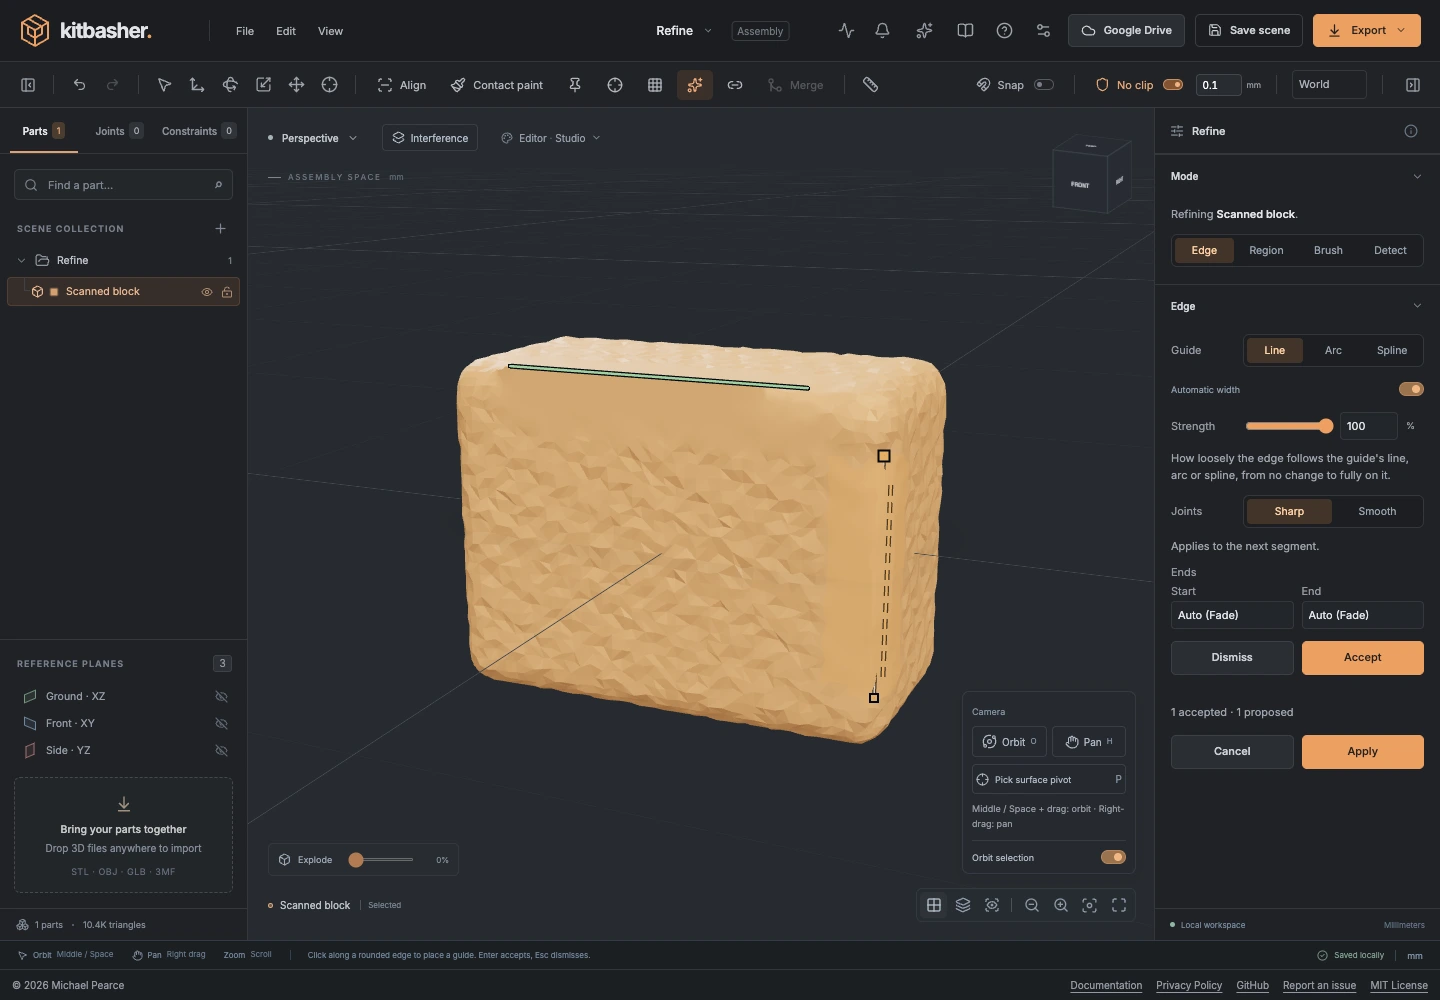 kitbasher.
File
Edit
View
Refine
Assembly
Google Drive
Save scene
Export
Align
Contact paint
Merge
Snap
No clip
0.1
mm
World
Parts 1
Joints 0
Constraints 0
Find a part...
SCENE COLLECTION
Refine 1
Scanned block
REFERENCE PLANES 3
Ground · XZ
Front · XY
Side · YZ
Bring your parts together
Drop 3D files anywhere to import
STL · OBJ · GLB · 3MF
1 parts · 10.4K triangles
Perspective
Interference
Editor · Studio
ASSEMBLY SPACE mm
FRONT
Camera
Orbit O
Pan H
Pick surface pivot P
Middle / Space + drag: orbit · Right-
drag: pan
Orbit selection
Explode 0%
Scanned block | Selected
Refine
Mode
Refining Scanned block.
Edge
Region
Brush
Detect
Edge
Guide
Line
Arc
Spline
Automatic width
Strength 100 %
How loosely the edge follows the guide's line,
arc or spline, from no change to fully on it.
Joints
Sharp
Smooth
Applies to the next segment.
Ends
Start
End
Auto (Fade)
Auto (Fade)
Dismiss
Accept
1 accepted · 1 proposed
Cancel
Apply
Local workspace
Millimeters
Orbit Middle / Space
Pan Right drag
Zoom Scroll
Click along a rounded edge to place a guide. Enter accepts, Esc dismisses.
Saved locally
mm
© 2026 Michael Pearce
Documentation
Privacy Policy
GitHub
Report an issue
MIT License